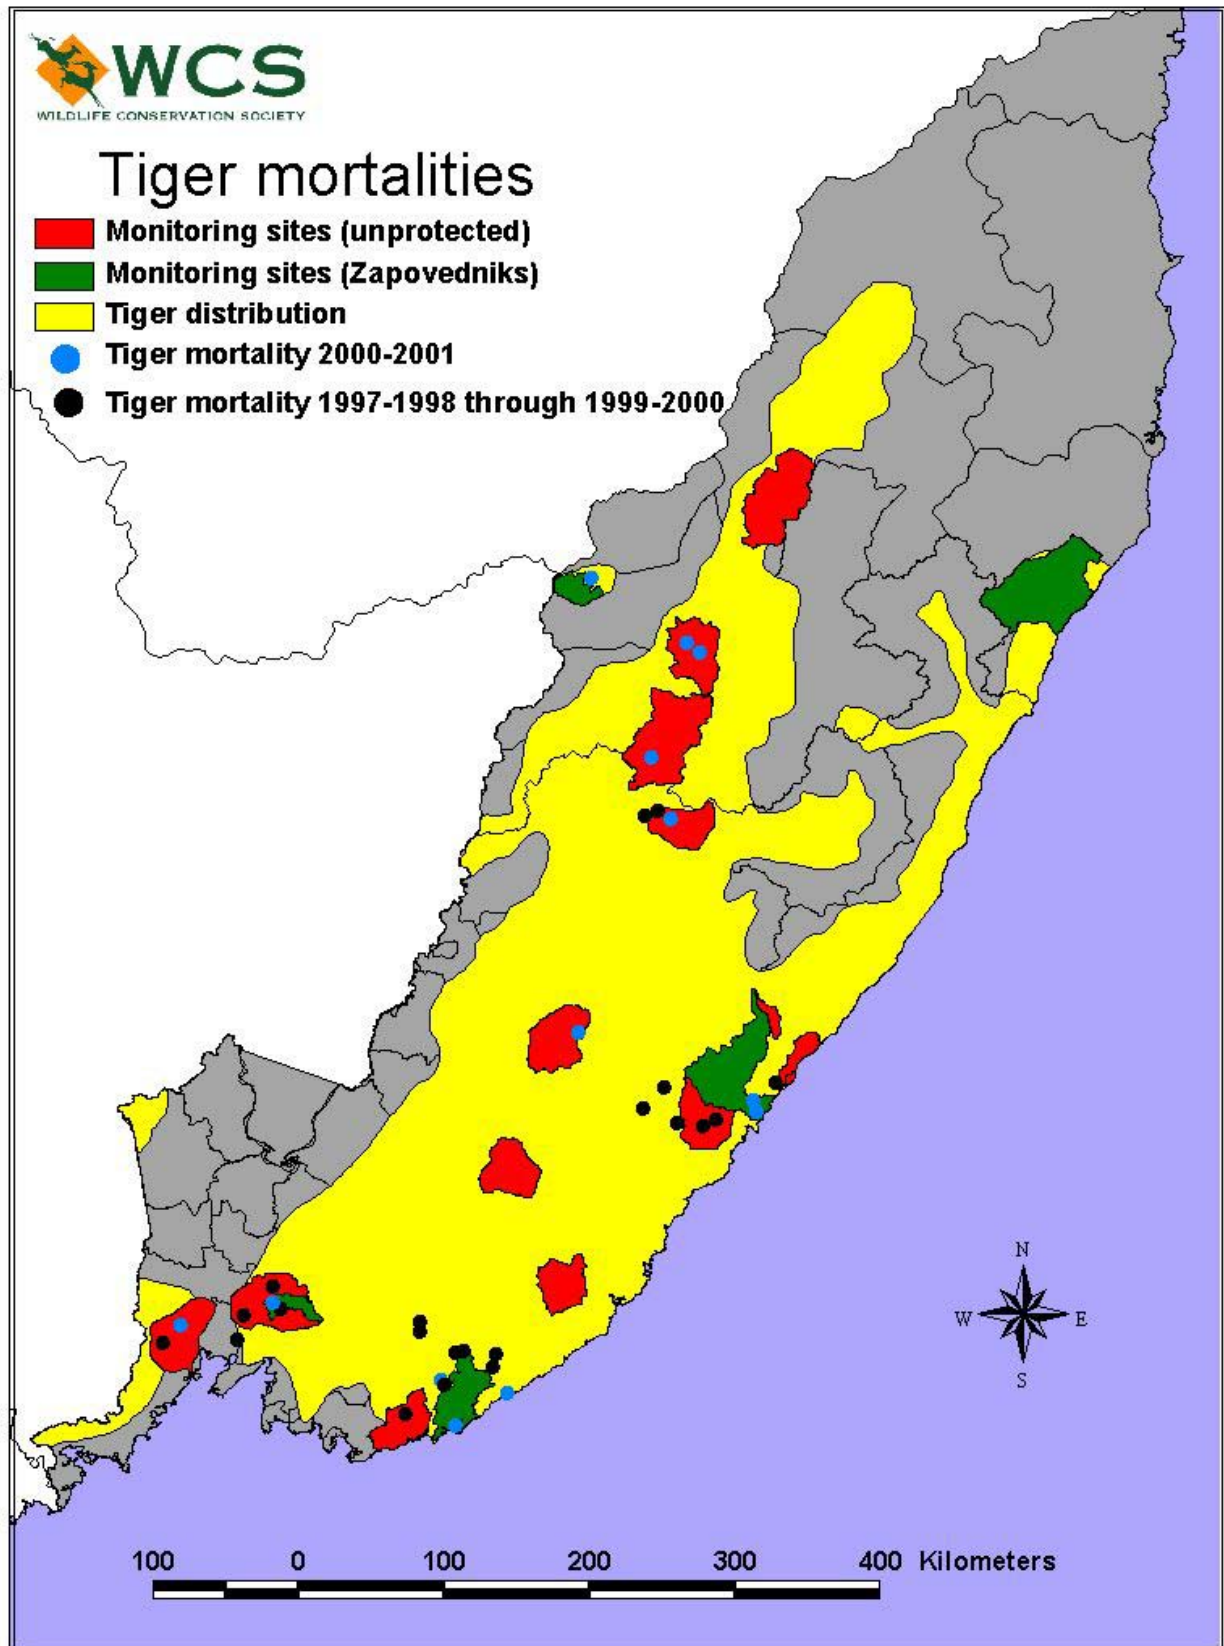 WCS
WILDLIFE CONSERVATION SOCIETY
Tiger mortalities
Monitoring sites (unprotected)
Monitoring sites (Zapovedniks)
Tiger distribution
Tiger mortality 2000-2001
Tiger mortality 1997-1998 through 1999-2000
N
W E
S
100 0 100 200 300 400 Kilometers